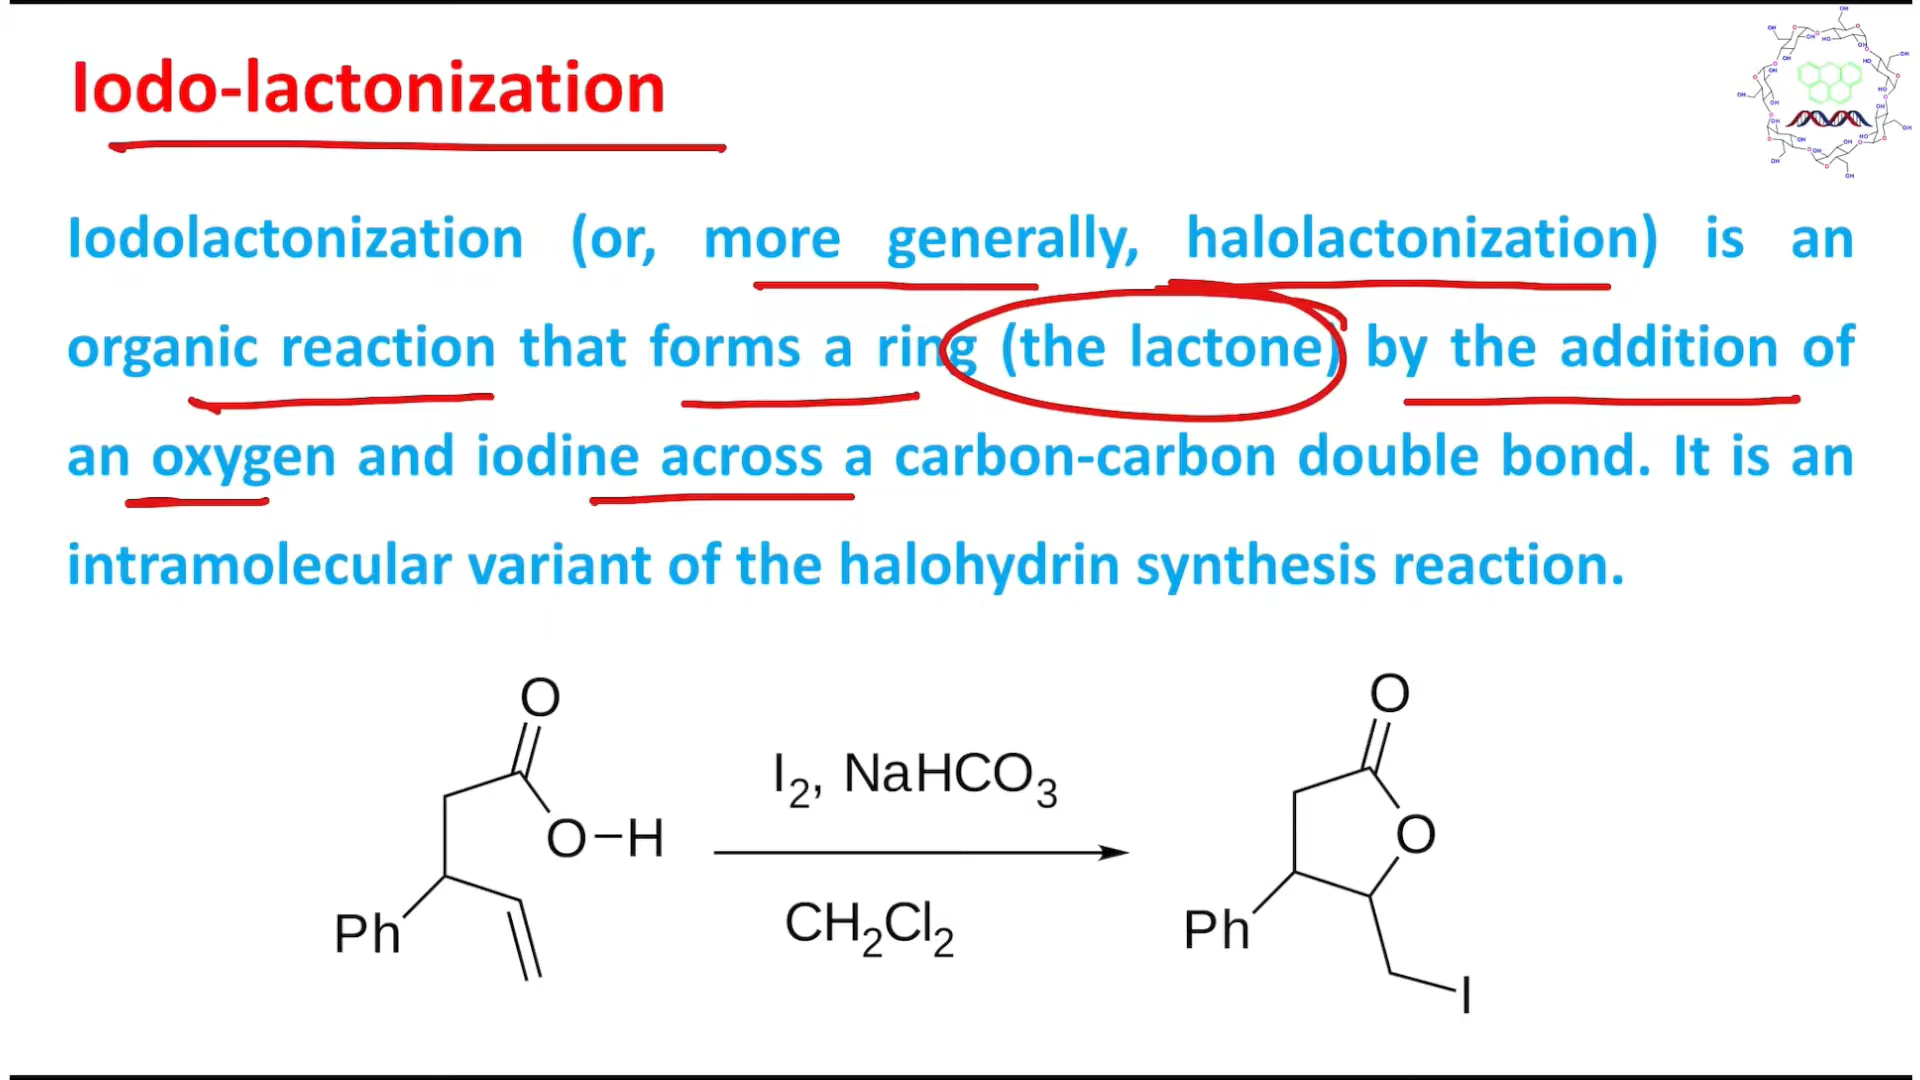 Iodo-lactonization
Iodolactonization (or, more generally, halolactonization) is an
organic reaction that forms a ring (the lactone) by the addition of
an oxygen and iodine across a carbon-carbon double bond. It is an
intramolecular variant of the halohydrin synthesis reaction.
O
O–H
Ph
I₂, NaHCO₃
CH₂Cl₂
O
O
Ph
I